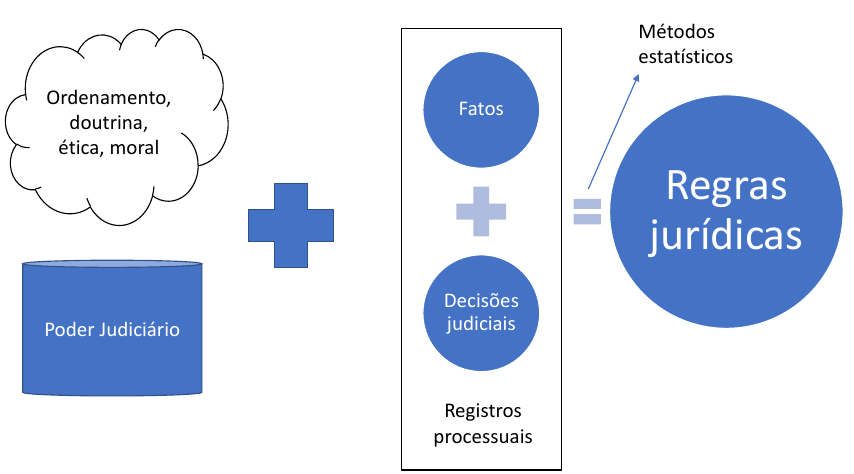 Ordenamento,
doutrina,
ética, moral
Poder Judiciário
Fatos
Decisões
judiciais
Registros
processuais
Métodos
estatísticos
Regras
jurídicas